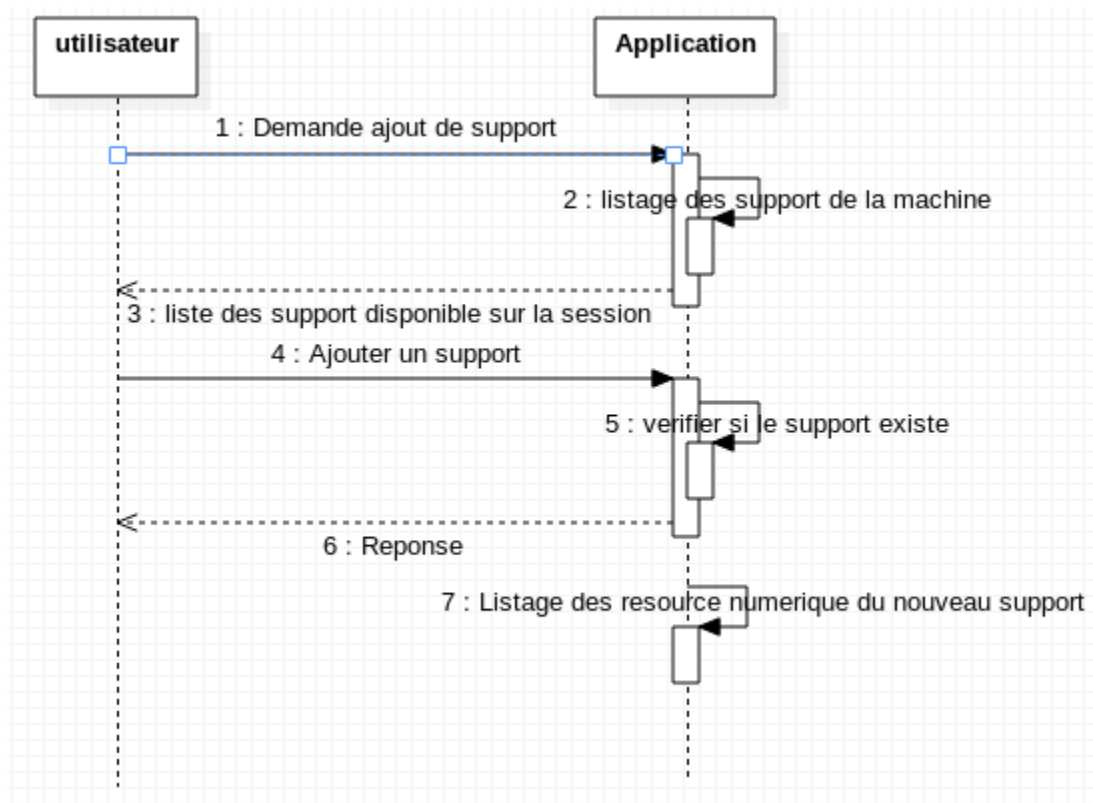 utilisateur
Application
1 : Demande ajout de support
2 : listage des support de la machine
3 : liste des support disponible sur la session
4 : Ajouter un support
5 : verifier si le support existe
6 : Reponse
7 : Listage des resource numerique du nouveau support